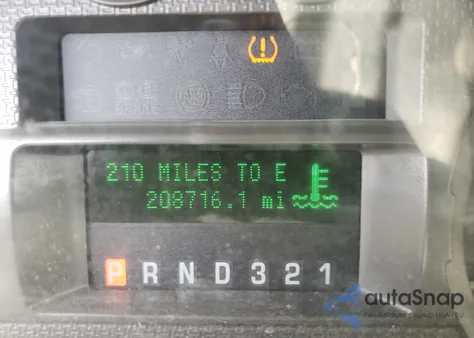 210 MILES TO E
208716.1 mi
P R N D 3 2 1
autoSnap